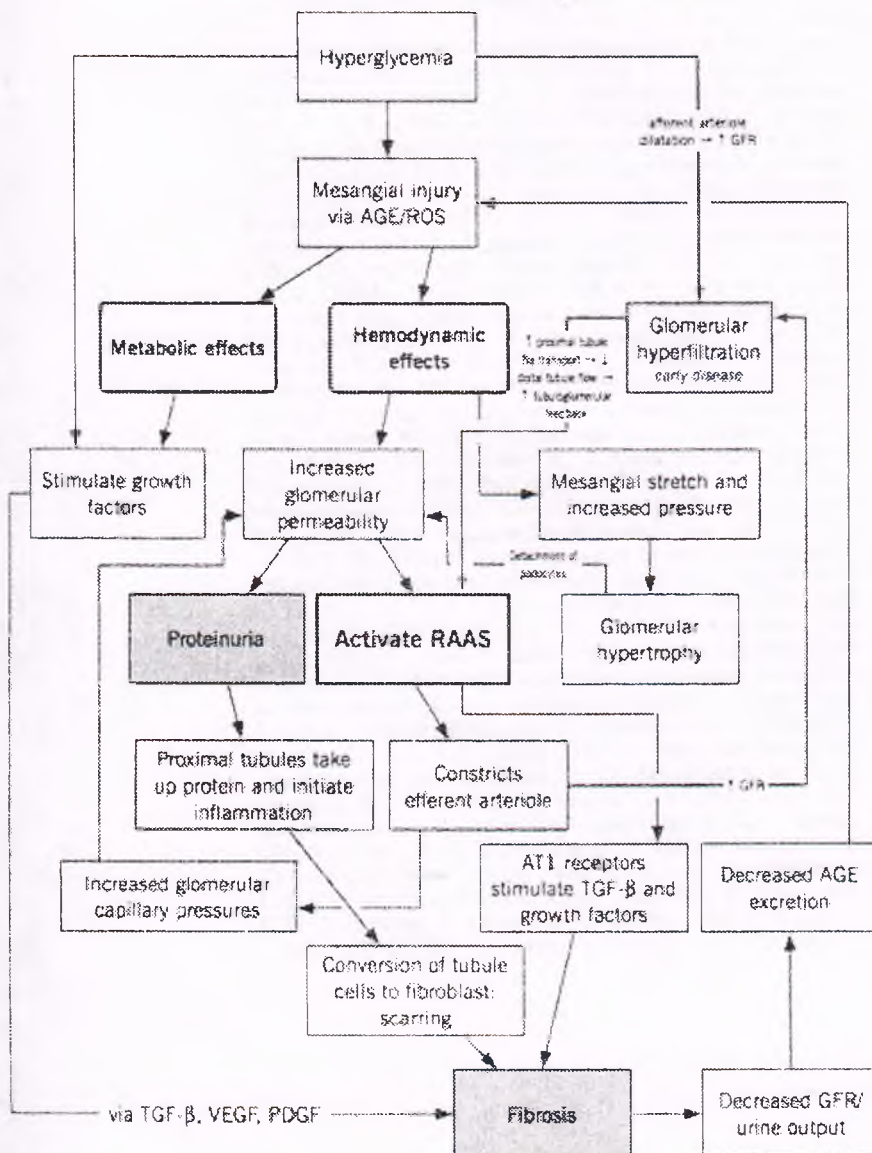 Hyperglycemia
afferent arteriole
dilatation → ↑ GFR
Mesangial injury
via AGE/ROS
Metabolic effects
Hemodynamic
effects
↑ proximal tubule
transport → ↓
distal tubule flow →
↑ tubuloglomerular
feedback
Glomerular
hyperfiltration
early disease
Stimulate growth
factors
Increased
glomerular
permeability
Mesangial stretch and
increased pressure
Detachment of
podocytes
Proteinuria
Activate RAAS
Glomerular
hypertrophy
Proximal tubules take
up protein and initiate
inflammation
Constricts
efferent arteriole
↑ GFR
Increased glomerular
capillary pressures
AT1 receptors
stimulate TGF-β and
growth factors
Decreased AGE
excretion
Conversion of tubule
cells to fibroblast:
scarring
via TGF-β, VEGF, PDGF
Fibrosis
Decreased GFR/
urine output